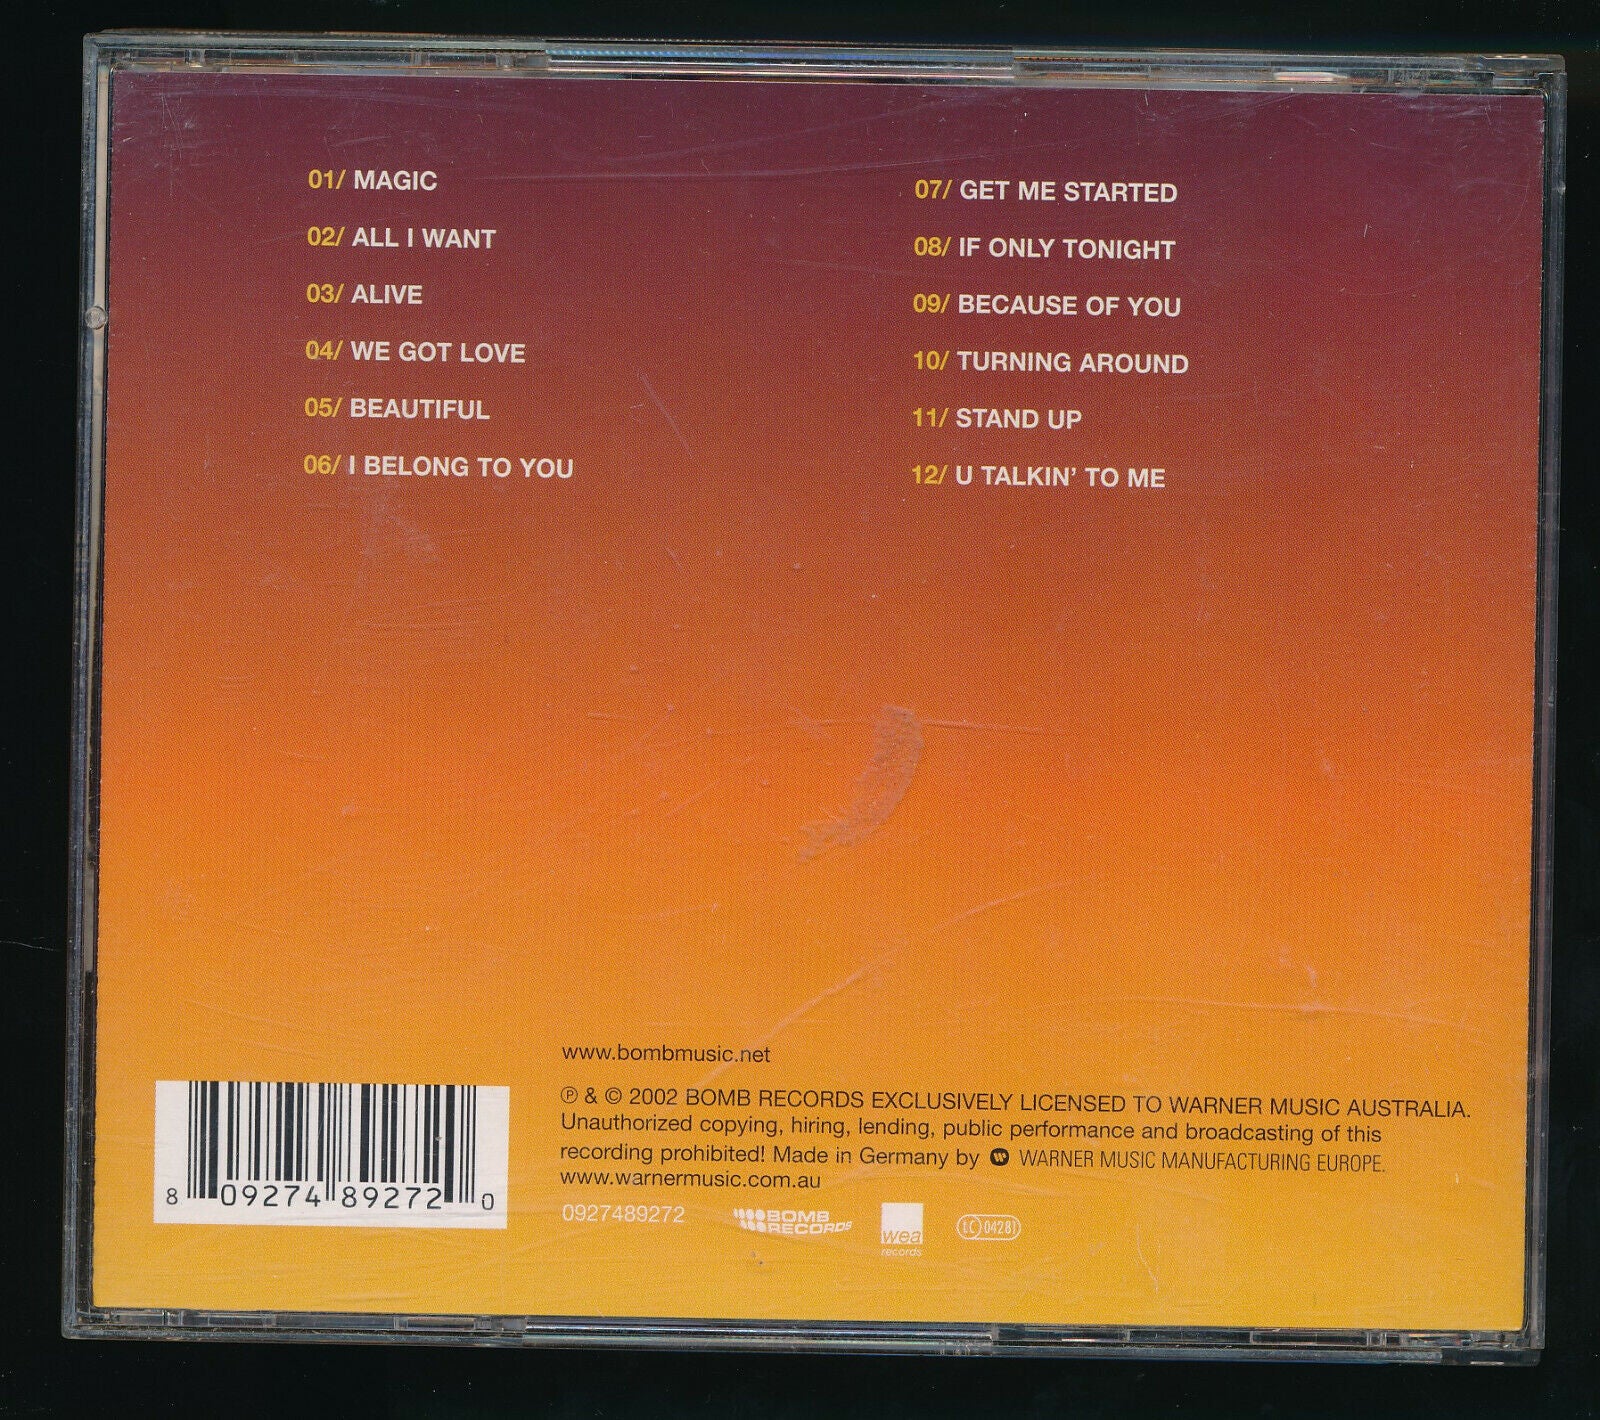 01/ MAGIC
02/ ALL I WANT
03/ ALIVE
04/ WE GOT LOVE
05/ BEAUTIFUL
06/ I BELONG TO YOU
07/ GET ME STARTED
08/ IF ONLY TONIGHT
09/ BECAUSE OF YOU
10/ TURNING AROUND
11/ STAND UP
12/ U TALKIN' TO ME
www.bombmusic.net
℗ & © 2002 BOMB RECORDS EXCLUSIVELY LICENSED TO WARNER MUSIC AUSTRALIA.
Unauthorized copying, hiring, lending, public performance and broadcasting of this
recording prohibited! Made in Germany by WARNER MUSIC MANUFACTURING EUROPE.
www.warnermusic.com.au
8 09274 89272 0
0927489272
BOMB
RECORDS
wea
records
LC 04281